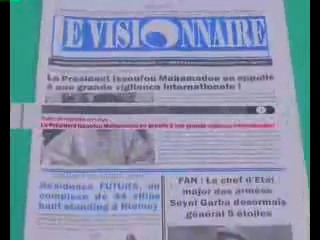 LE VISIONNAIRE
Le Président Issoufou Mahamadou en appelle
à une grande vigilance internationale !
Le Président Issoufou Mahamadou en appelle à une grande vigilance internationale !
Résidence FUTURA, un
complexe de 44 villas
haut standing à Niamey
FAN : Le chef d'Etat
major des armées
Seyni Garba désormais
général 5 étoiles